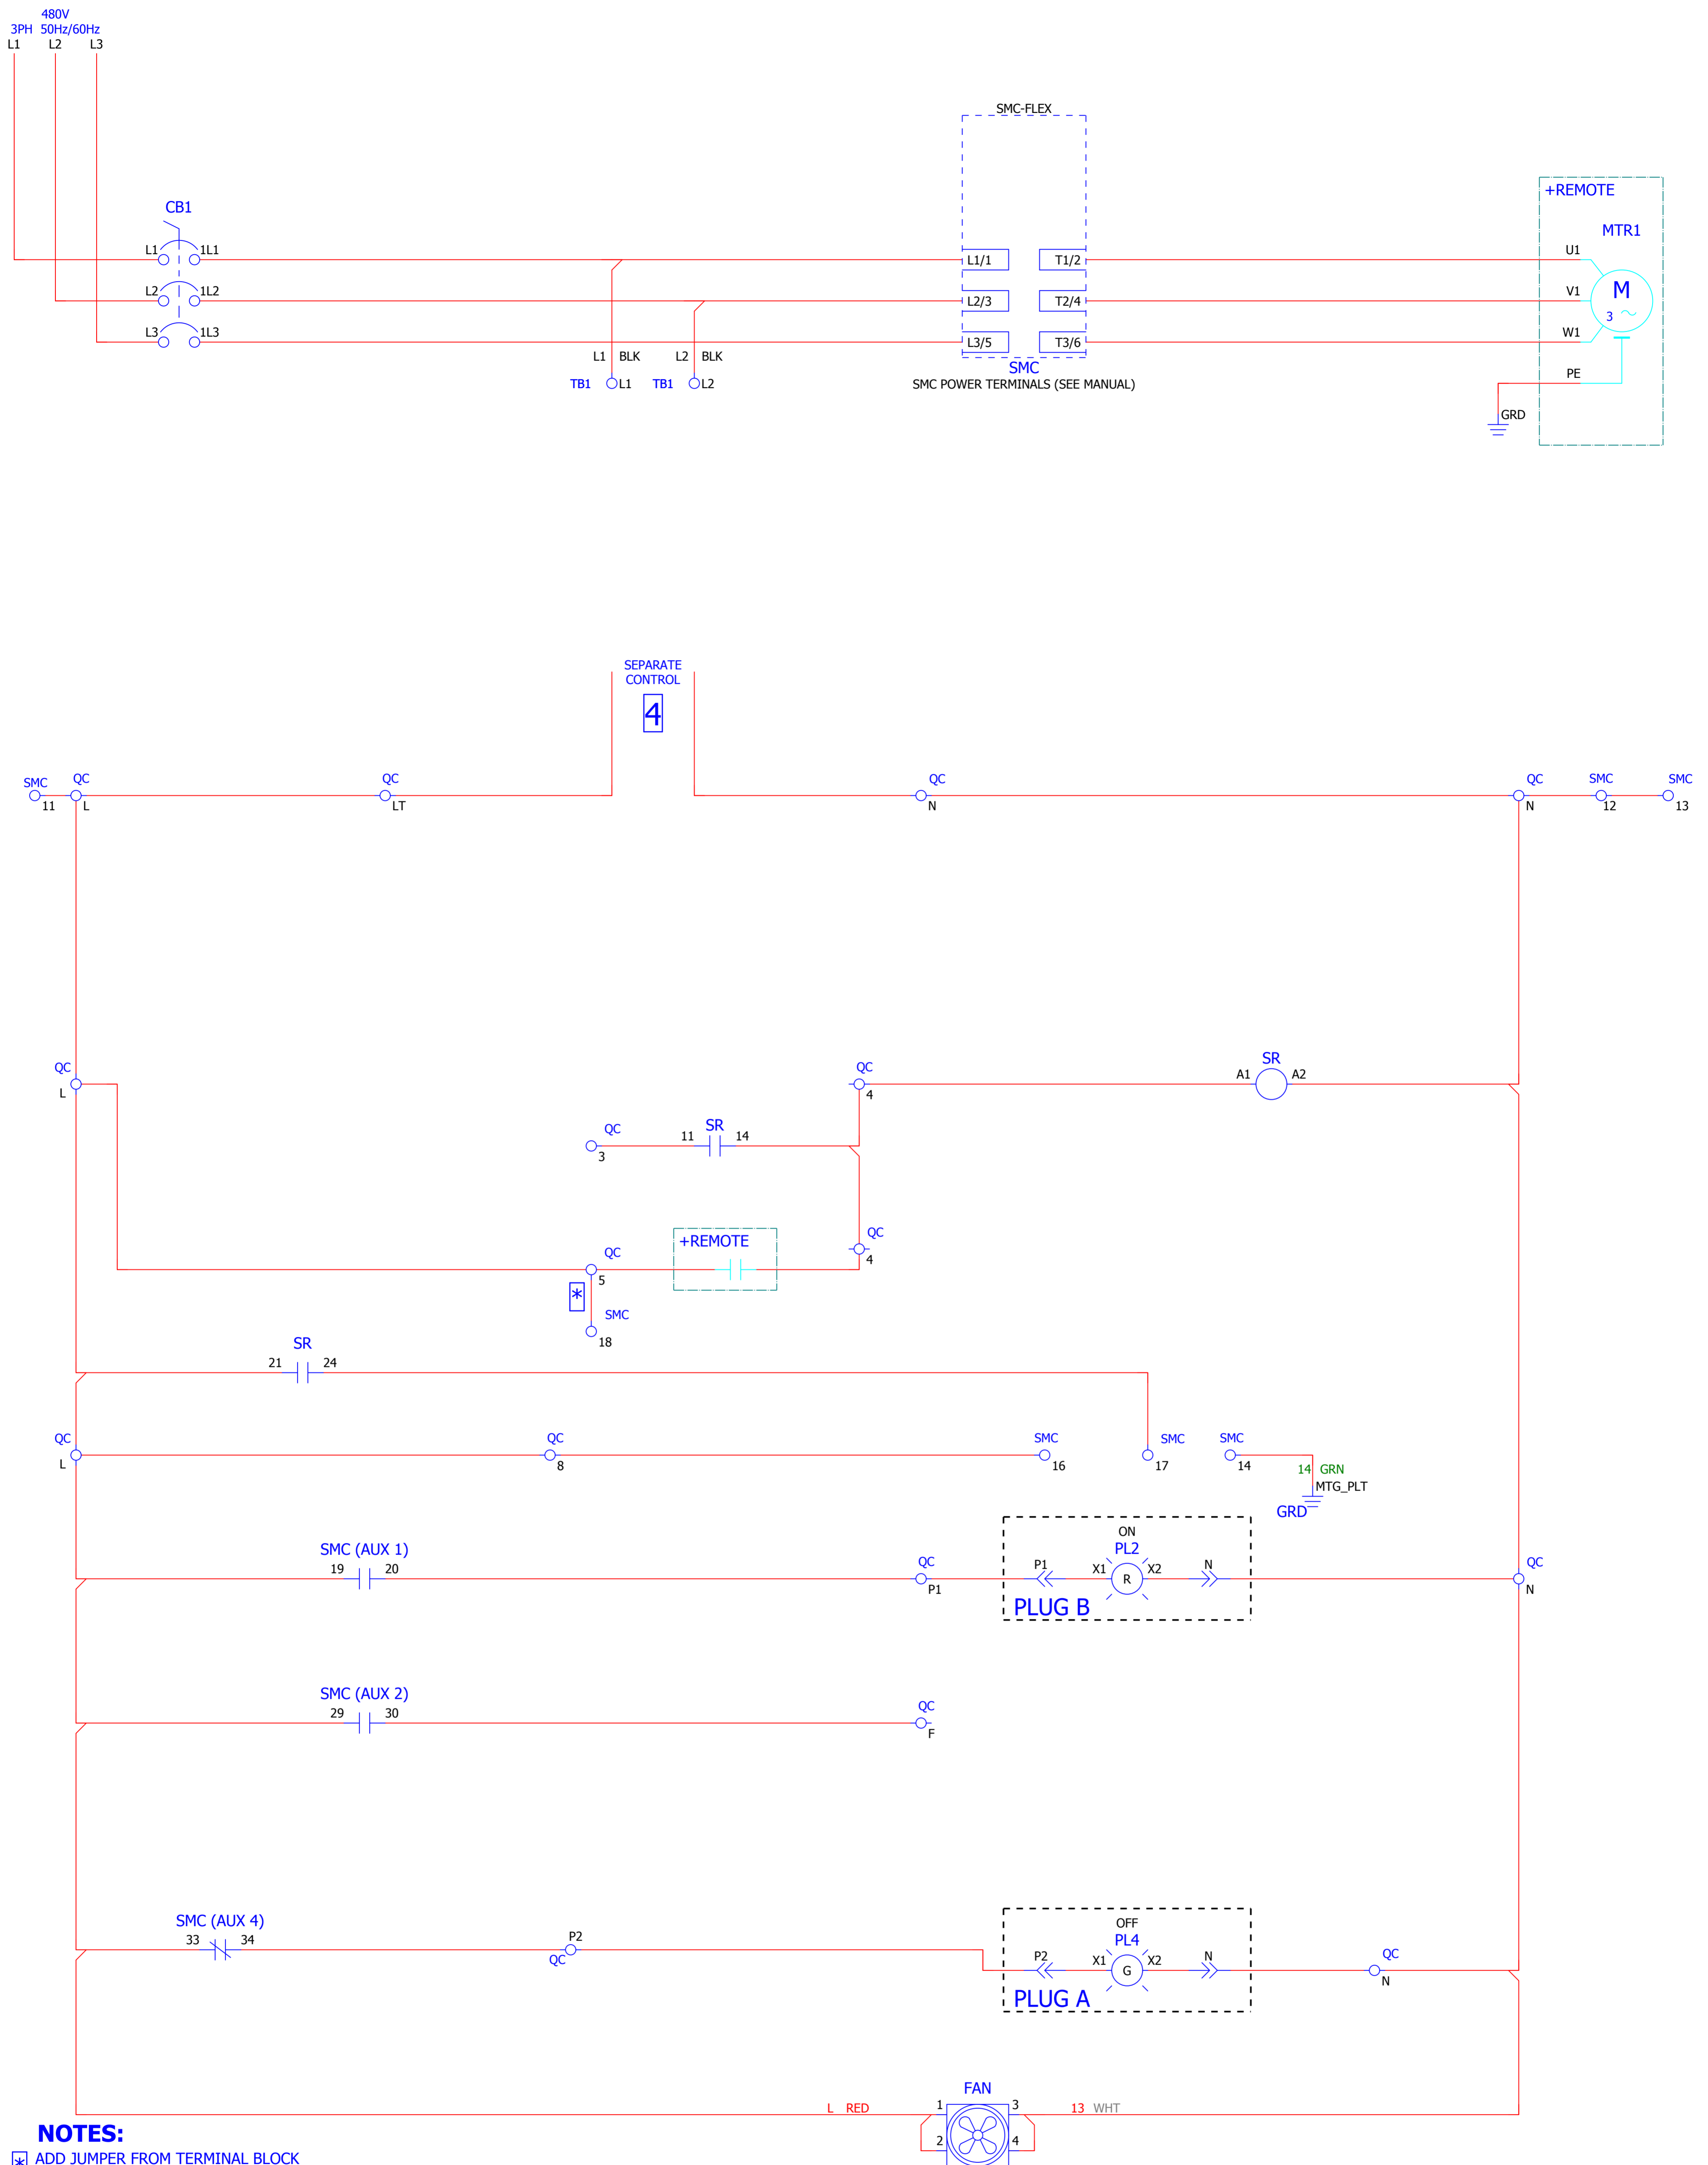 480V
3PH 50Hz/60Hz
L1 L2 L3
SMC-FLEX
+REMOTE
CB1
MTR1
L1 1L1
L1/1 T1/2
U1
L2 1L2
L2/3 T2/4
V1
M
3
L3 1L3
L3/5 T3/6
W1
L1 BLK L2 BLK
SMC
PE
TB1 L1 TB1 L2
SMC POWER TERMINALS (SEE MANUAL)
GRD
SEPARATE
CONTROL
4
SMC QC QC QC QC SMC SMC
11 L LT N N 12 13
QC QC SR
A1 A2
L 4
QC SR
11 14
3
QC
+REMOTE
4
QC
5
*
SMC
18
SR
21 24
QC QC SMC SMC SMC
L 8 16 17 14
14 GRN
MTG_PLT
GRD
ON
SMC (AUX 1) PL2
19 20 QC P1 X1 R X2 N QC
P1 N
PLUG B
SMC (AUX 2)
29 30 QC
F
SMC (AUX 4) OFF
33 34 P2 PL4
QC P2 X1 G X2 N QC
N
PLUG A
FAN
L RED 1 3 13 WHT
2 4
NOTES:
* ADD JUMPER FROM TERMINAL BLOCK